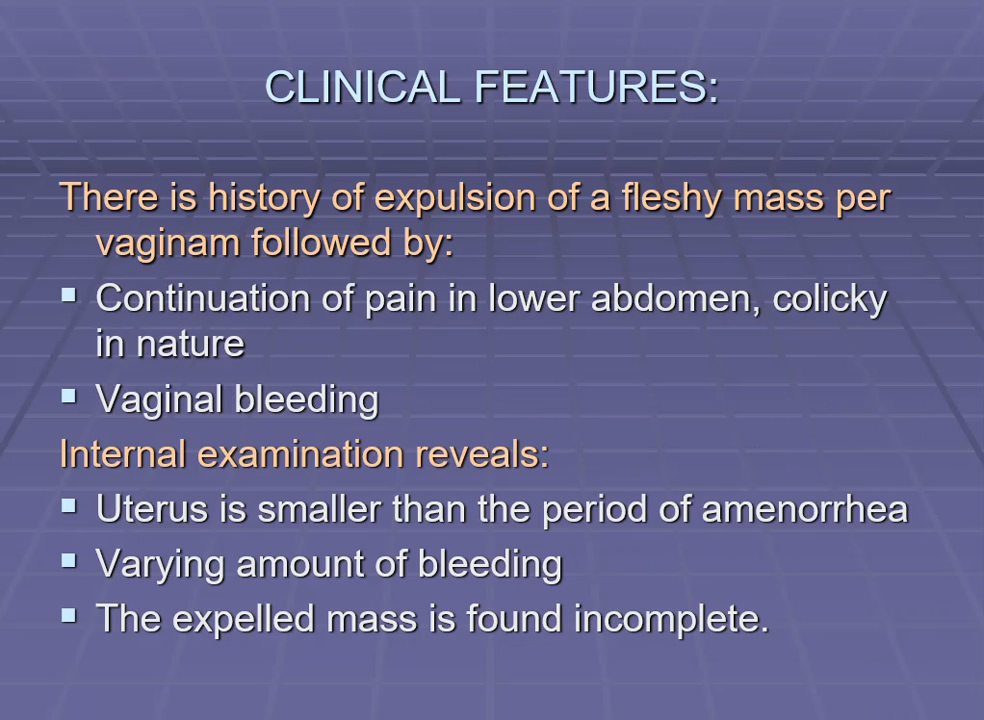 CLINICAL FEATURES:
There is history of expulsion of a fleshy mass per
vaginam followed by:
▪ Continuation of pain in lower abdomen, colicky
in nature
▪ Vaginal bleeding
Internal examination reveals:
▪ Uterus is smaller than the period of amenorrhea
▪ Varying amount of bleeding
▪ The expelled mass is found incomplete.